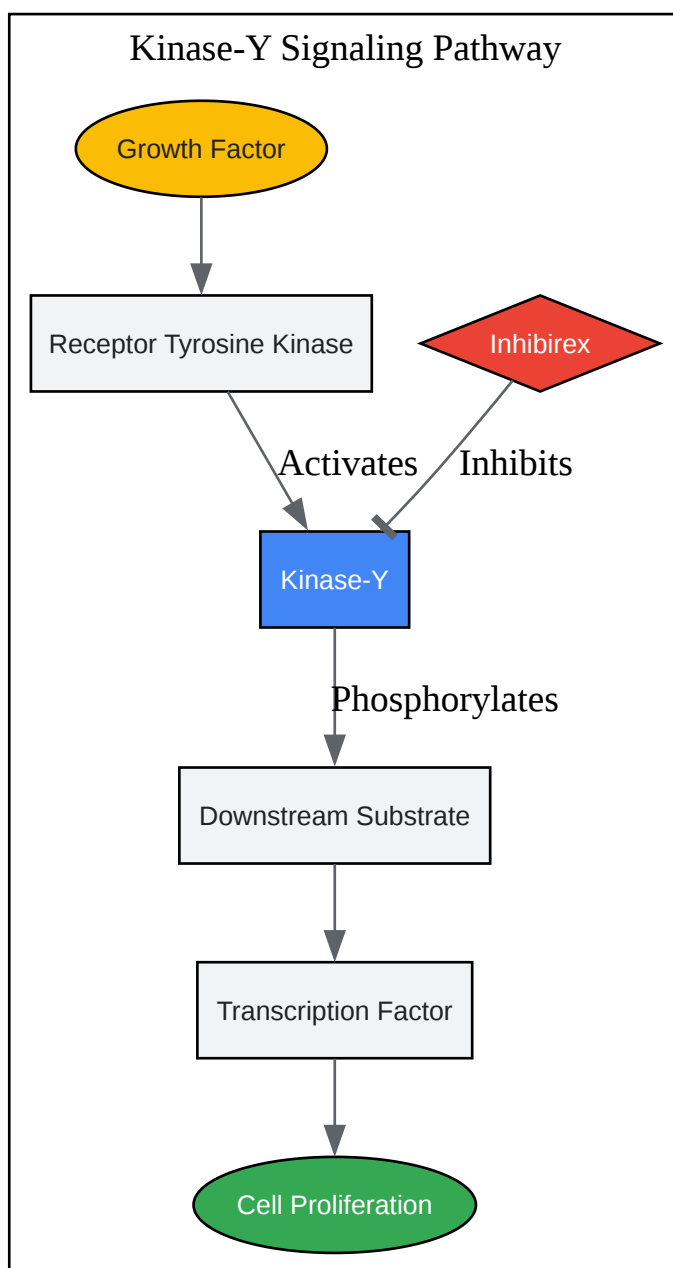 Kinase-Y Signaling Pathway
Growth Factor
Receptor Tyrosine Kinase
Inhibirex
Activates
Inhibits
Kinase-Y
Phosphorylates
Downstream Substrate
Transcription Factor
Cell Proliferation